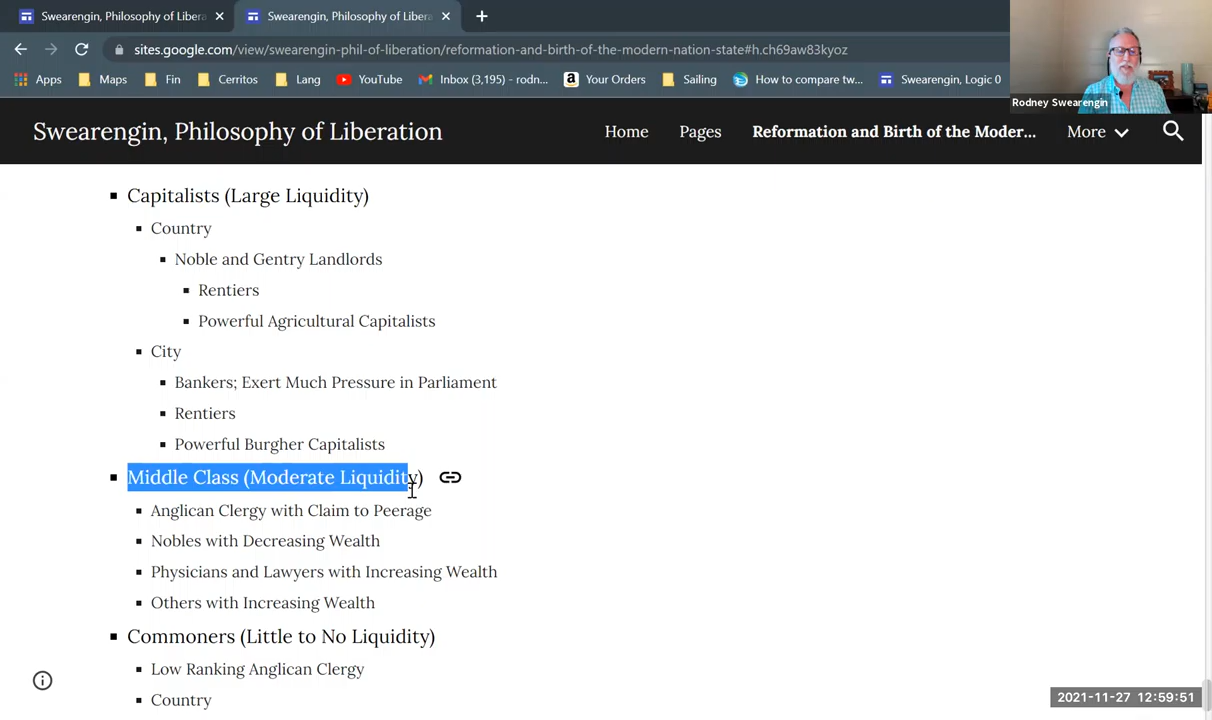 Swearengin, Philosophy of Libera
Swearengin, Philosophy of Libera
sites.google.com/view/swearengin-phil-of-liberation/reformation-and-birth-of-the-modern-nation-state#h.ch69aw83kyoz
Apps Maps Fin Cerritos Lang YouTube Inbox (3,195) - rodn... Your Orders Sailing How to compare tw... Swearengin, Logic 0
Rodney Swearengin
Swearengin, Philosophy of Liberation
Home Pages Reformation and Birth of the Moder... More
Capitalists (Large Liquidity)
Country
Noble and Gentry Landlords
Rentiers
Powerful Agricultural Capitalists
City
Bankers; Exert Much Pressure in Parliament
Rentiers
Powerful Burgher Capitalists
Middle Class (Moderate Liquidity)
Anglican Clergy with Claim to Peerage
Nobles with Decreasing Wealth
Physicians and Lawyers with Increasing Wealth
Others with Increasing Wealth
Commoners (Little to No Liquidity)
Low Ranking Anglican Clergy
Country
2021-11-27 12:59:51